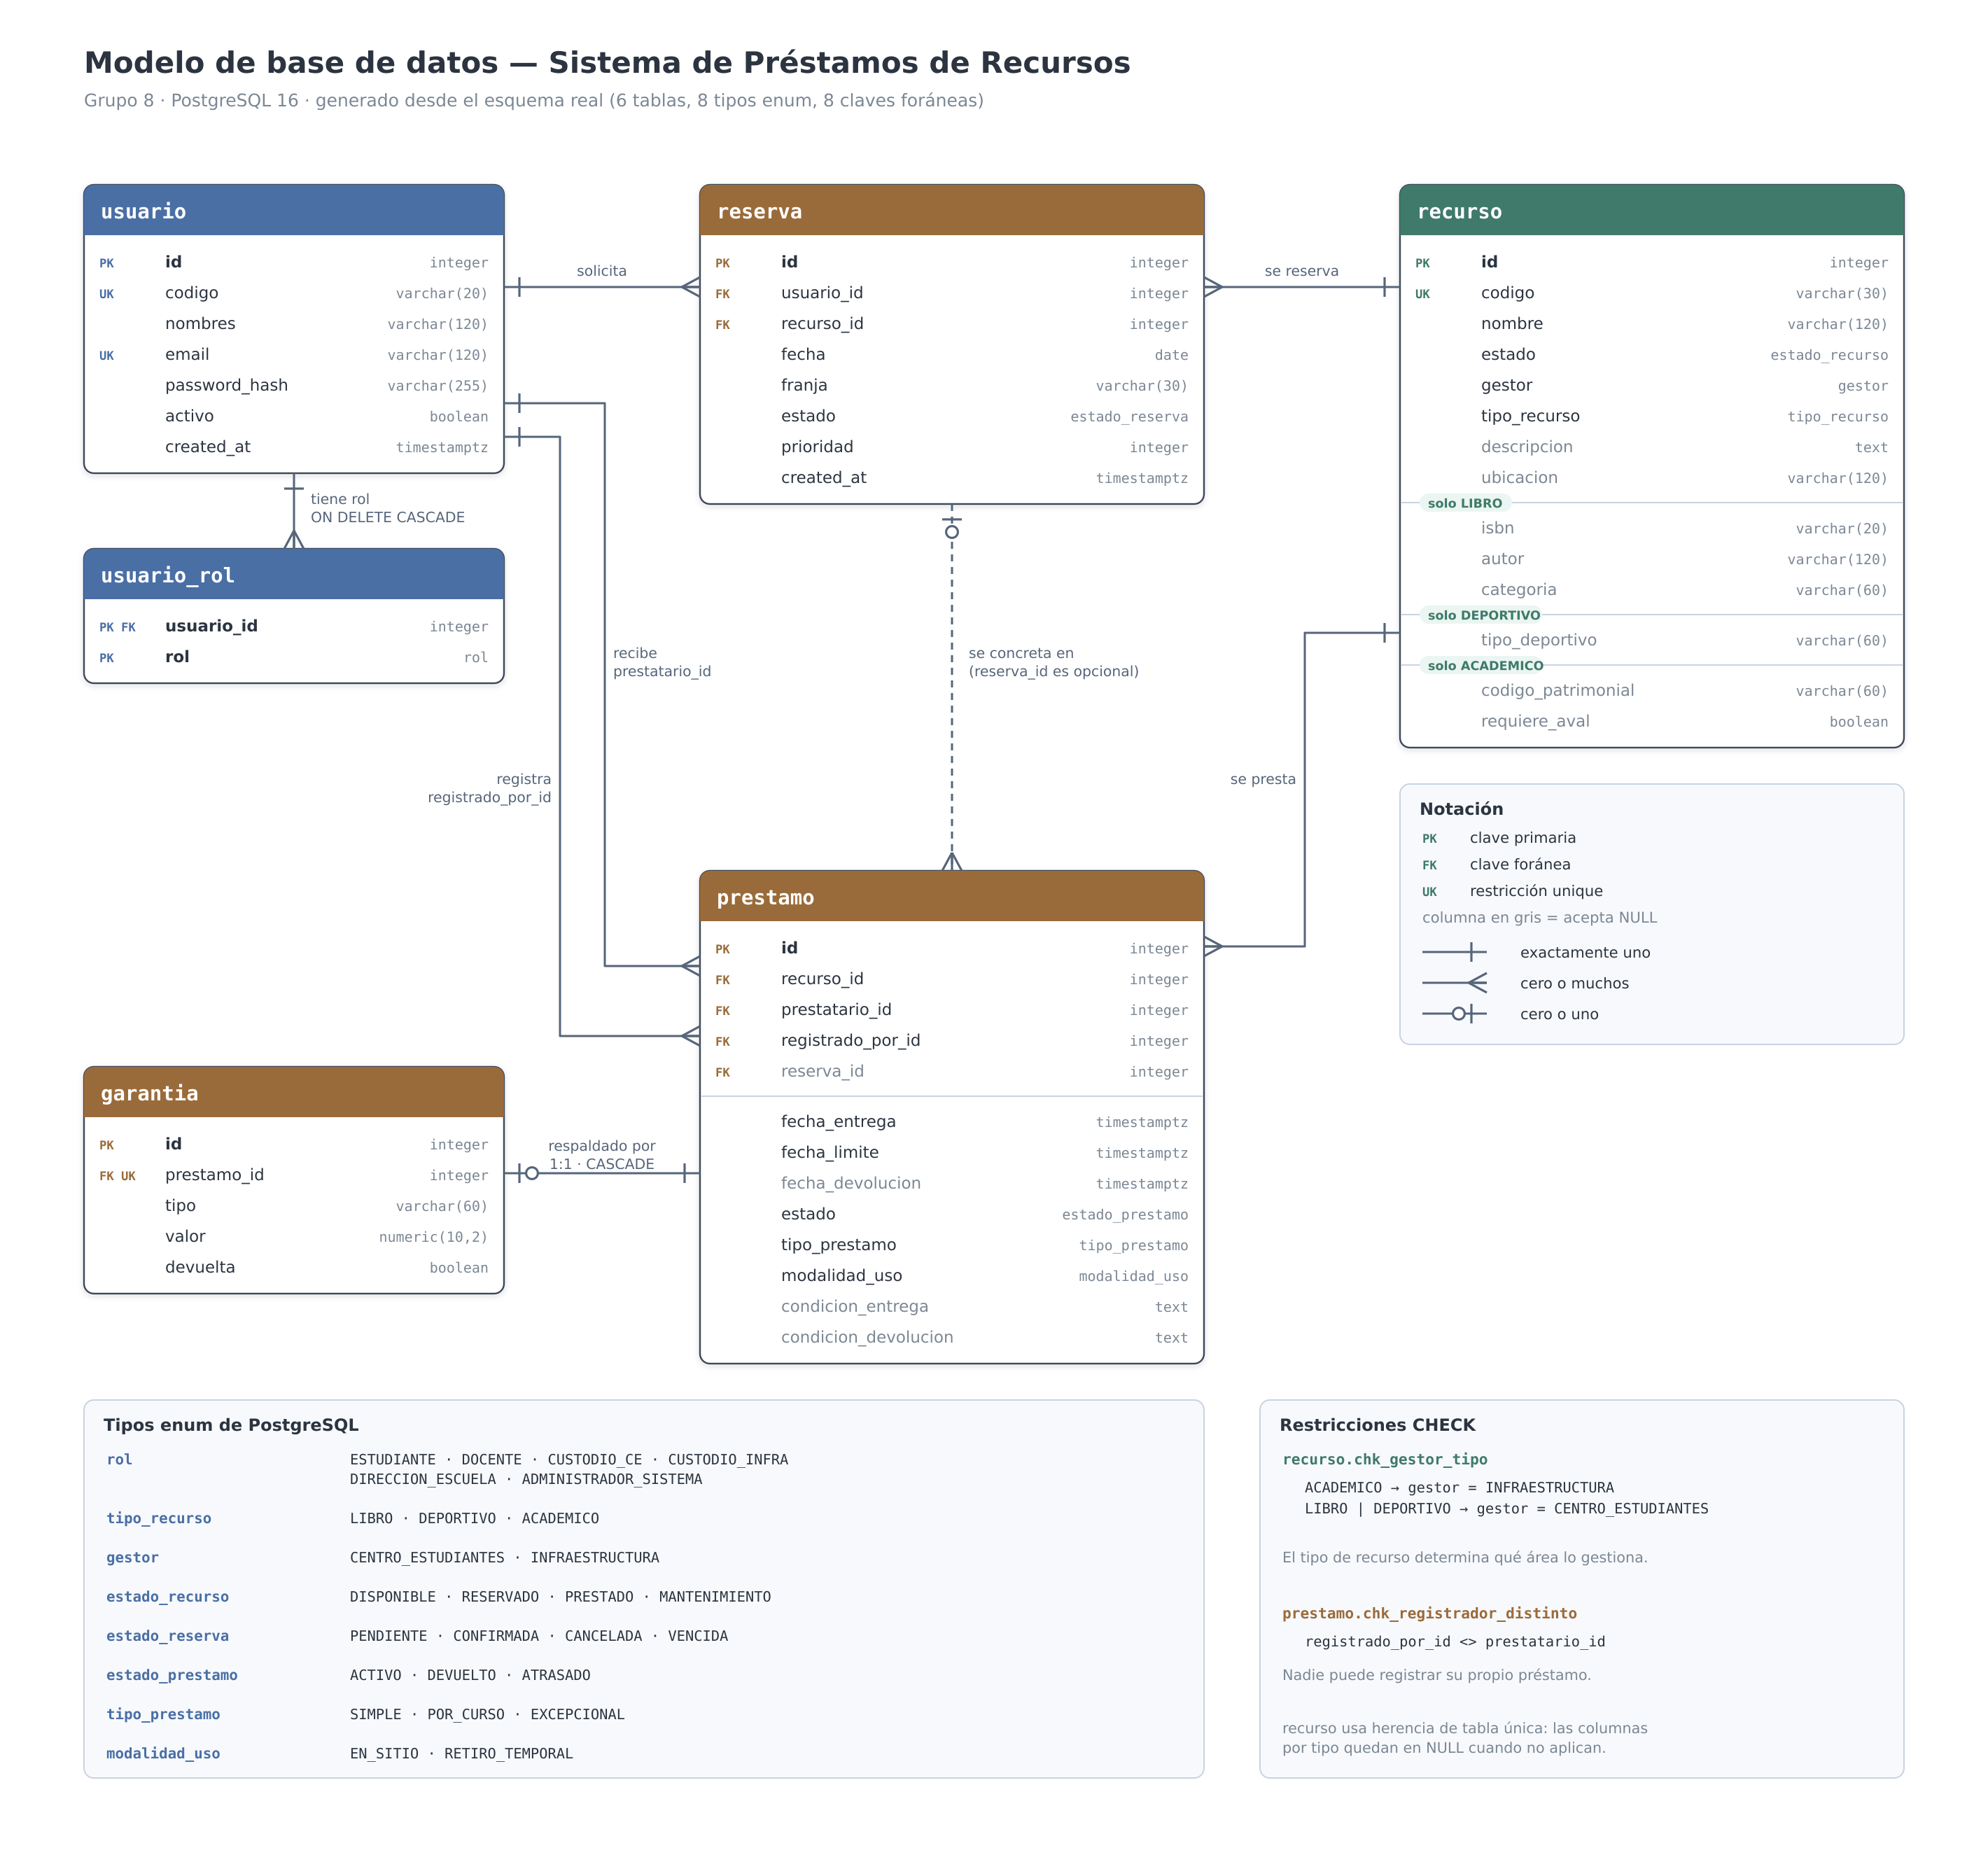 Modelo de base de datos — Sistema de Préstamos de Recursos
Grupo 8 · PostgreSQL 16 · generado desde el esquema real (6 tablas, 8 tipos enum, 8 claves foráneas)
usuario
PK id integer
UK codigo varchar(20)
nombres varchar(120)
UK email varchar(120)
password_hash varchar(255)
activo boolean
created_at timestamptz
solicita
reserva
PK id integer
FK usuario_id integer
FK recurso_id integer
fecha date
franja varchar(30)
estado estado_reserva
prioridad integer
created_at timestamptz
se reserva
recurso
PK id integer
UK codigo varchar(30)
nombre varchar(120)
estado estado_recurso
gestor gestor
tipo_recurso tipo_recurso
descripcion text
ubicacion varchar(120)
solo LIBRO
isbn varchar(20)
autor varchar(120)
categoria varchar(60)
solo DEPORTIVO
tipo_deportivo varchar(60)
solo ACADEMICO
codigo_patrimonial varchar(60)
requiere_aval boolean
tiene rol
ON DELETE CASCADE
usuario_rol
PK FK usuario_id integer
PK rol rol
recibe
prestatario_id
se concreta en
(reserva_id es opcional)
registra
registrado_por_id
se presta
Notación
PK clave primaria
FK clave foránea
UK restricción unique
columna en gris = acepta NULL
exactamente uno
cero o muchos
cero o uno
prestamo
PK id integer
FK recurso_id integer
FK prestatario_id integer
FK registrado_por_id integer
FK reserva_id integer
fecha_entrega timestamptz
fecha_limite timestamptz
fecha_devolucion timestamptz
estado estado_prestamo
tipo_prestamo tipo_prestamo
modalidad_uso modalidad_uso
condicion_entrega text
condicion_devolucion text
garantia
PK id integer
FK UK prestamo_id integer
tipo varchar(60)
valor numeric(10,2)
devuelta boolean
respaldado por
1:1 · CASCADE
Tipos enum de PostgreSQL
rol ESTUDIANTE · DOCENTE · CUSTODIO_CE · CUSTODIO_INFRA
DIRECCION_ESCUELA · ADMINISTRADOR_SISTEMA
tipo_recurso LIBRO · DEPORTIVO · ACADEMICO
gestor CENTRO_ESTUDIANTES · INFRAESTRUCTURA
estado_recurso DISPONIBLE · RESERVADO · PRESTADO · MANTENIMIENTO
estado_reserva PENDIENTE · CONFIRMADA · CANCELADA · VENCIDA
estado_prestamo ACTIVO · DEVUELTO · ATRASADO
tipo_prestamo SIMPLE · POR_CURSO · EXCEPCIONAL
modalidad_uso EN_SITIO · RETIRO_TEMPORAL
Restricciones CHECK
recurso.chk_gestor_tipo
ACADEMICO → gestor = INFRAESTRUCTURA
LIBRO | DEPORTIVO → gestor = CENTRO_ESTUDIANTES
El tipo de recurso determina qué área lo gestiona.
prestamo.chk_registrador_distinto
registrado_por_id <> prestatario_id
Nadie puede registrar su propio préstamo.
recurso usa herencia de tabla única: las columnas
por tipo quedan en NULL cuando no aplican.